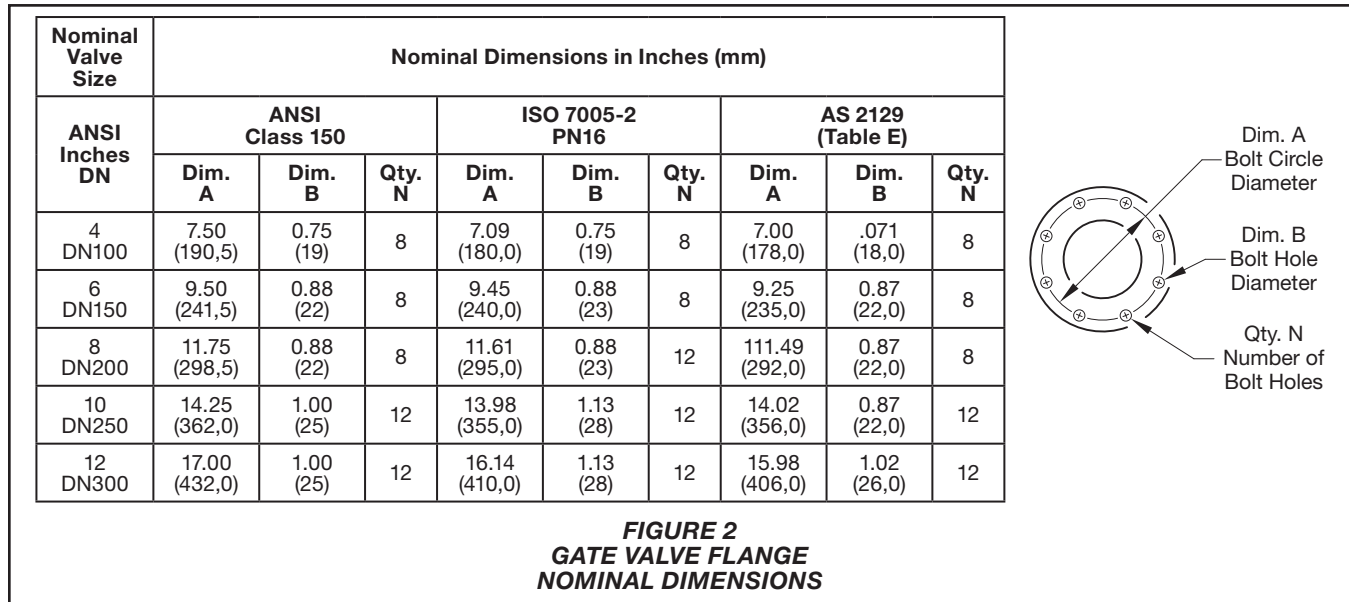 Nominal
Valve
Size
Nominal Dimensions in Inches (mm)
ANSI
Inches
DN
ANSI
Class 150
ISO 7005-2
PN16
AS 2129
(Table E)
Dim.
A
Dim.
B
Qty.
N
Dim.
A
Dim.
B
Qty.
N
Dim.
A
Dim.
B
Qty.
N
4
DN100
7.50
(190,5)
0.75
(19)
8
7.09
(180,0)
0.75
(19)
8
7.00
(178,0)
.071
(18,0)
8
6
DN150
9.50
(241,5)
0.88
(22)
8
9.45
(240,0)
0.88
(23)
8
9.25
(235,0)
0.87
(22,0)
8
8
DN200
11.75
(298,5)
0.88
(22)
8
11.61
(295,0)
0.88
(23)
12
111.49
(292,0)
0.87
(22,0)
8
10
DN250
14.25
(362,0)
1.00
(25)
12
13.98
(355,0)
1.13
(28)
12
14.02
(356,0)
0.87
(22,0)
12
12
DN300
17.00
(432,0)
1.00
(25)
12
16.14
(410,0)
1.13
(28)
12
15.98
(406,0)
1.02
(26,0)
12
Dim. A
Bolt Circle
Diameter
Dim. B
Bolt Hole
Diameter
Qty. N
Number of
Bolt Holes
FIGURE 2
GATE VALVE FLANGE
NOMINAL DIMENSIONS